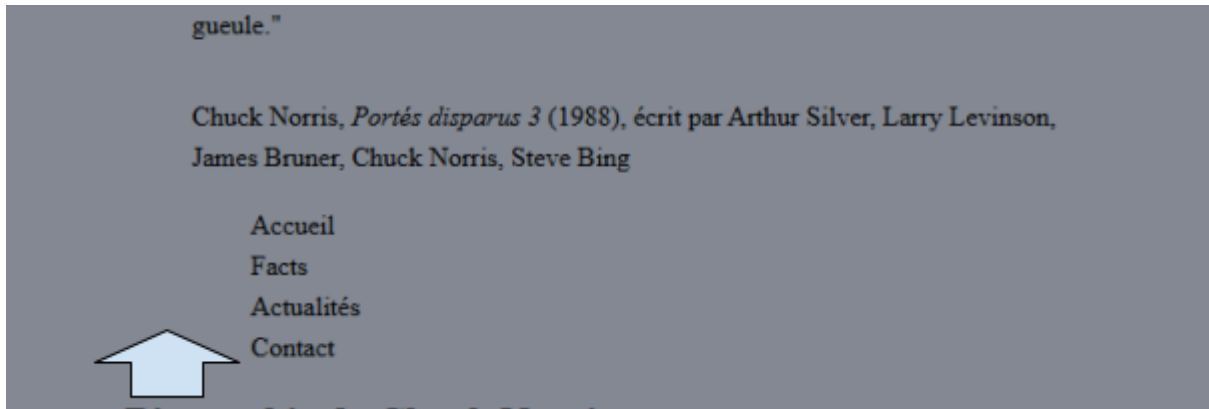 gueule."
Chuck Norris, Portés disparus 3 (1988), écrit par Arthur Silver, Larry Levinson,
James Bruner, Chuck Norris, Steve Bing
Accueil
Facts
Actualités
Contact